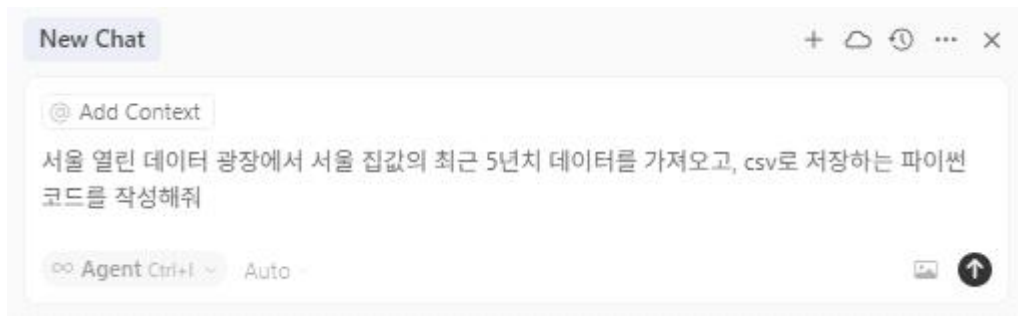 New Chat
@ Add Context
서울 열린 데이터 광장에서 서울 집값의 최근 5년치 데이터를 가져오고, csv로 저장하는 파이썬
코드를 작성해줘
∞ Agent Ctrl+I Auto